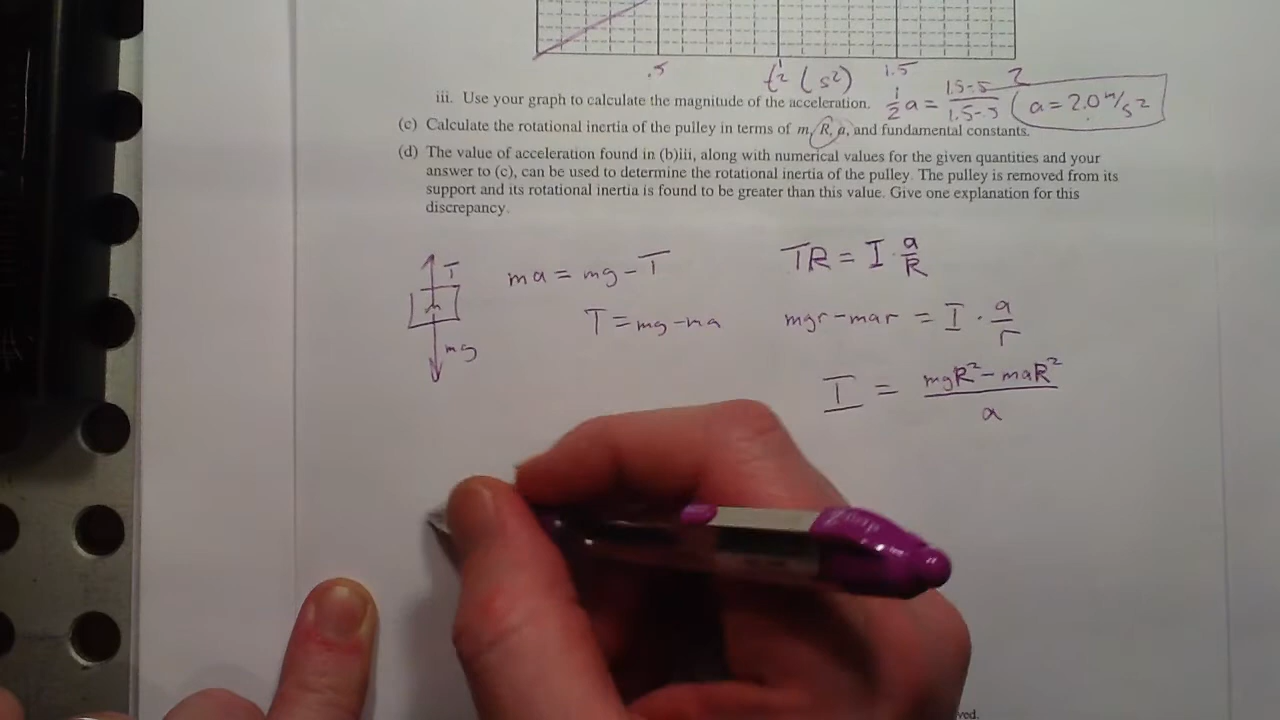 .5 t² (s²) 1.5
iii. Use your graph to calculate the magnitude of the acceleration. ½a = 1.5-.5 / 1.5-.5 a = 2.0 m/s²
(c) Calculate the rotational inertia of the pulley in terms of m, R, a, and fundamental constants.
(d) The value of acceleration found in (b)iii, along with numerical values for the given quantities and your
answer to (c), can be used to determine the rotational inertia of the pulley. The pulley is removed from its
support and its rotational inertia is found to be greater than this value. Give one explanation for this
discrepancy.
T ma = mg - T TR = I a/R
m T = mg - ma mgr - mar = I · a/r
mg
I = mgR² - maR² / a